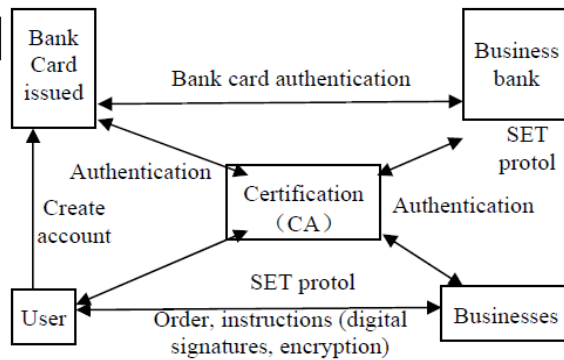 Bank
Card
issued
Business
bank
Bank card authentication
SET
protol
Authentication
Certification
（CA）
Authentication
Create
account
SET protol
User
Businesses
Order, instructions (digital
signatures, encryption)